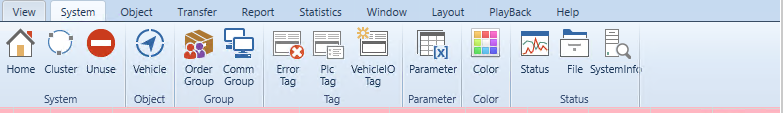 View System Object Transfer Report Statistics Window Layout PlayBack Help
Home Cluster Unuse Vehicle Order Group Comm Group Error Tag Plc Tag VehicleIO Tag Parameter Color Status File SystemInfo
System Object Group Tag Parameter Color Status